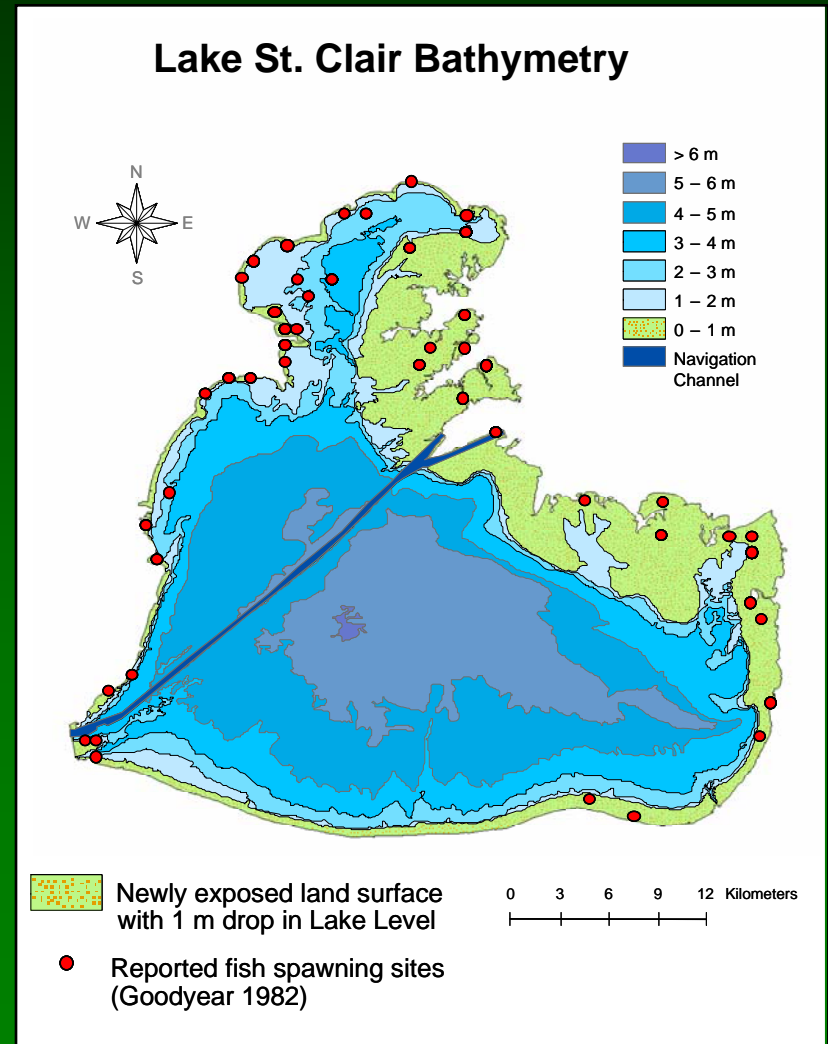 Lake St. Clair Bathymetry
N
W E
S
> 6 m
5 – 6 m
4 – 5 m
3 – 4 m
2 – 3 m
1 – 2 m
0 – 1 m
Navigation
Channel
Newly exposed land surface
with 1 m drop in Lake Level
0 3 6 9 12 Kilometers
Reported fish spawning sites
(Goodyear 1982)